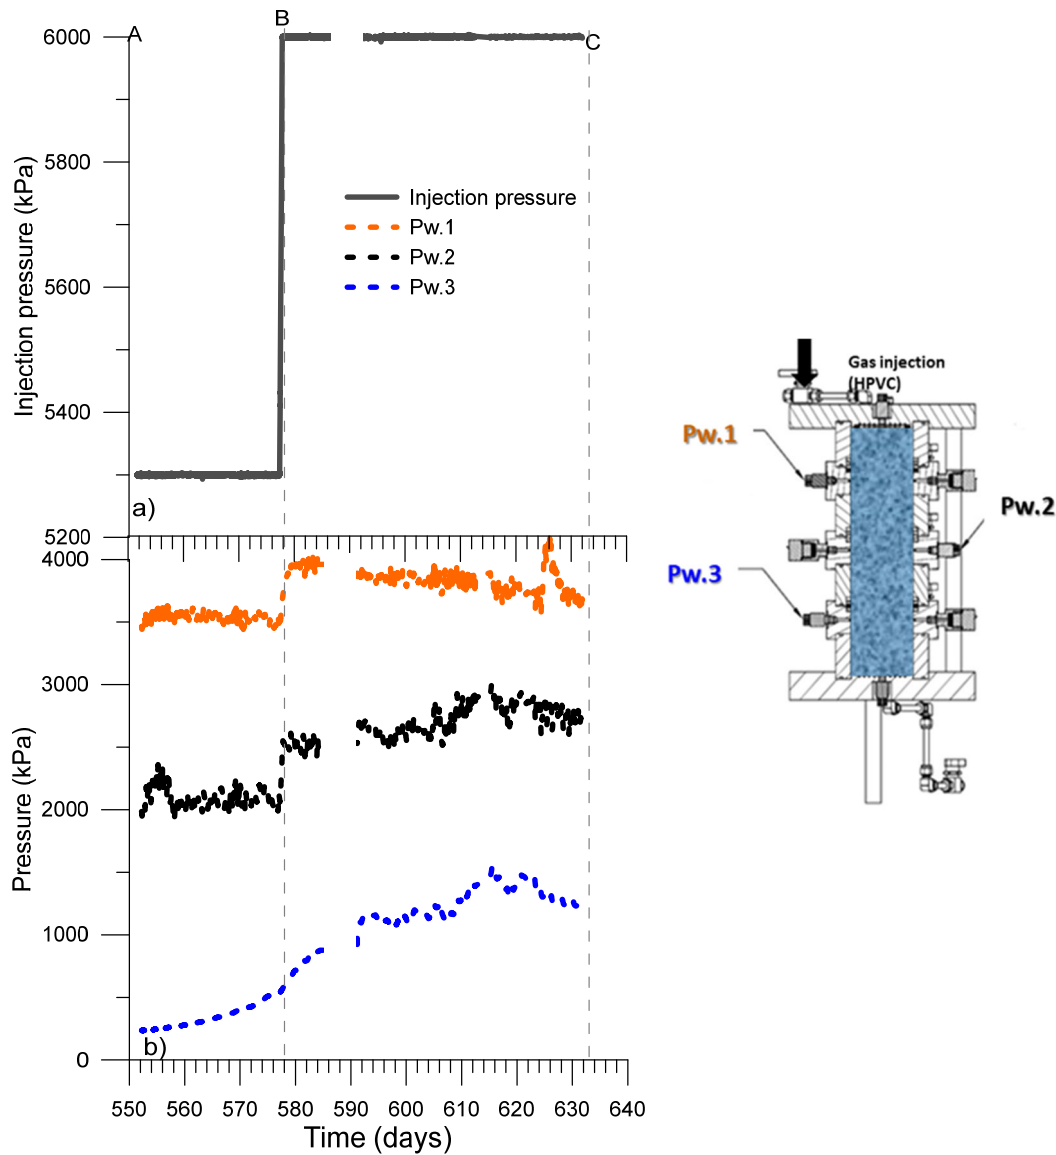 A
B
C
6000
5800
5600
5400
5200
Injection pressure (kPa)
Injection pressure
Pw.1
Pw.2
Pw.3
a)
4000
3000
2000
1000
0
Pressure (kPa)
b)
550 560 570 580 590 600 610 620 630 640
Time (days)
Gas injection
(HPVC)
Pw.1
Pw.2
Pw.3